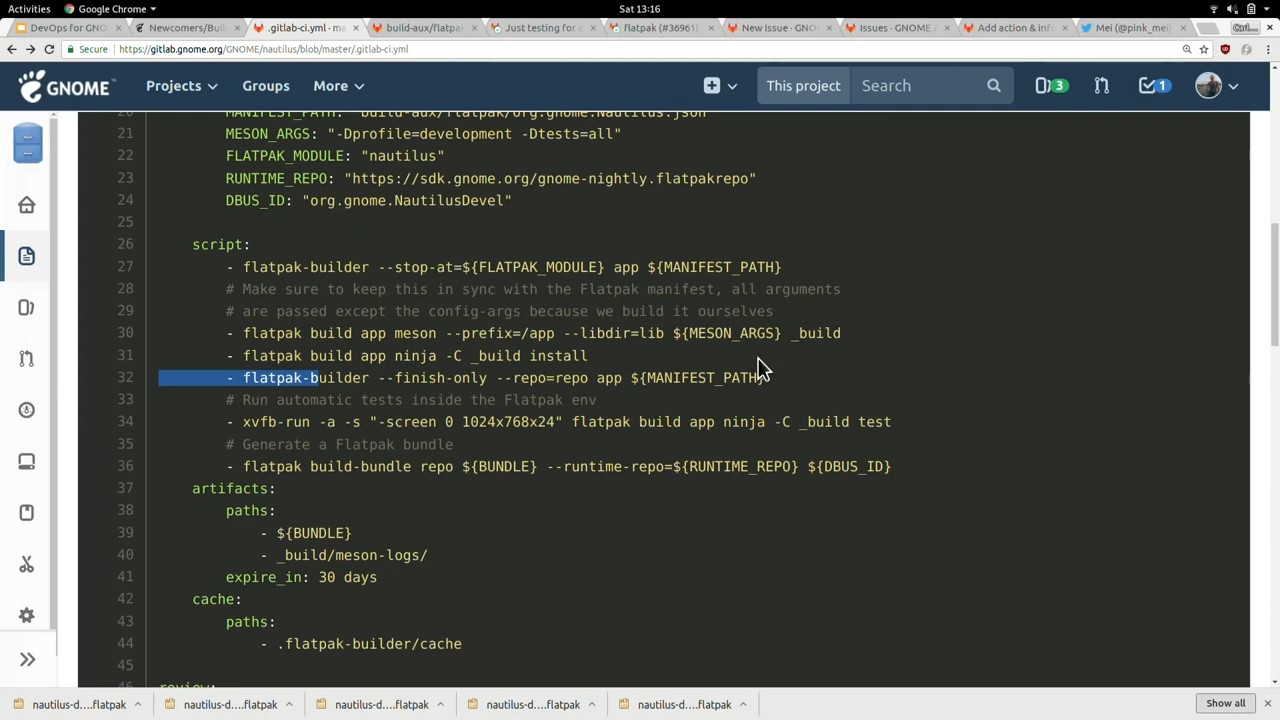 Activities
Google Chrome
Sat 13:16
DevOps for GNO
Newcomers/Buil
.gitlab-ci.yml - ma
build-aux/flatpak
Just testing for a
flatpak (#36961)
New Issue · GNO
Issues · GNOME /
Add action & info
Mei (@pink_mei)
Ctrl...
Secure
https://gitlab.gnome.org/GNOME/nautilus/blob/master/.gitlab-ci.yml
GNOME
Projects
Groups
More
This project
Search
3
1
20 MANIFEST_PATH: "build-aux/flatpak/org.gnome.Nautilus.json"
21 MESON_ARGS: "-Dprofile=development -Dtests=all"
22 FLATPAK_MODULE: "nautilus"
23 RUNTIME_REPO: "https://sdk.gnome.org/gnome-nightly.flatpakrepo"
24 DBUS_ID: "org.gnome.NautilusDevel"
25
26 script:
27 - flatpak-builder --stop-at=${FLATPAK_MODULE} app ${MANIFEST_PATH}
28 # Make sure to keep this in sync with the Flatpak manifest, all arguments
29 # are passed except the config-args because we build it ourselves
30 - flatpak build app meson --prefix=/app --libdir=lib ${MESON_ARGS} _build
31 - flatpak build app ninja -C _build install
32 - flatpak-builder --finish-only --repo=repo app ${MANIFEST_PATH}
33 # Run automatic tests inside the Flatpak env
34 - xvfb-run -a -s "-screen 0 1024x768x24" flatpak build app ninja -C _build test
35 # Generate a Flatpak bundle
36 - flatpak build-bundle repo ${BUNDLE} --runtime-repo=${RUNTIME_REPO} ${DBUS_ID}
37 artifacts:
38 paths:
39 - ${BUNDLE}
40 - _build/meson-logs/
41 expire_in: 30 days
42 cache:
43 paths:
44 - .flatpak-builder/cache
45
46 review:
nautilus-d....flatpak
nautilus-d....flatpak
nautilus-d....flatpak
nautilus-d....flatpak
nautilus-d....flatpak
Show all